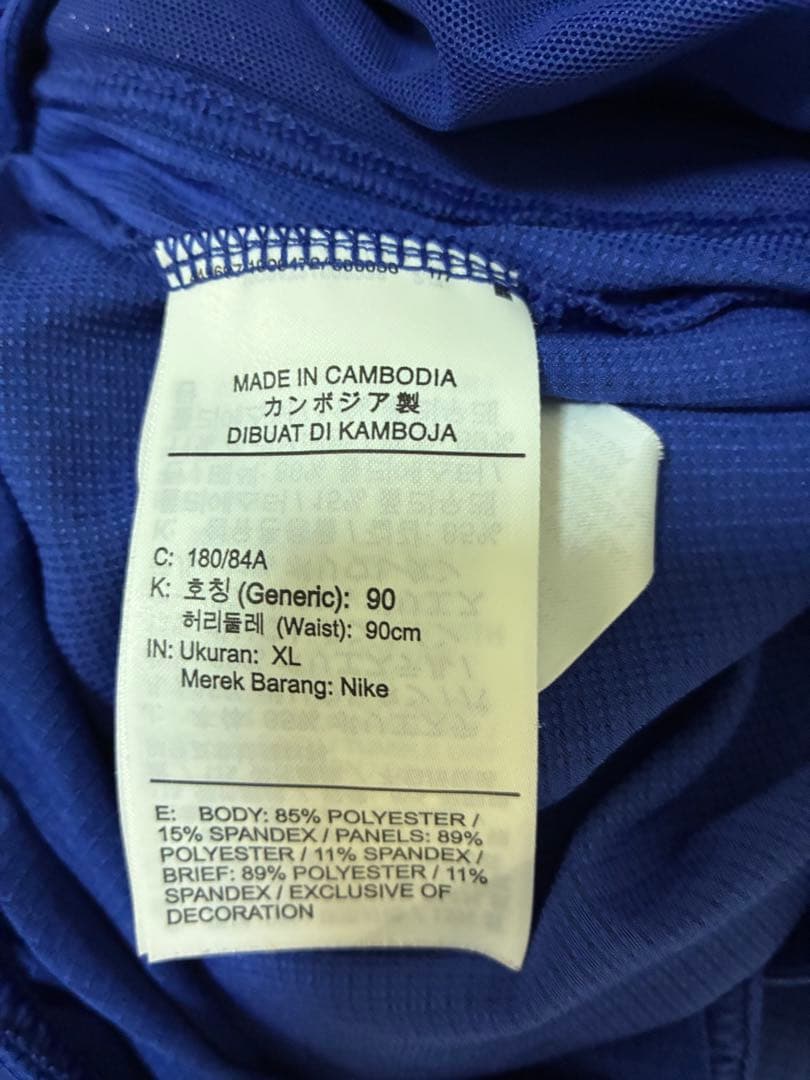 MADE IN CAMBODIA
カンボジア製
DIBUAT DI KAMBOJA
C: 180/84A
K: 호칭 (Generic): 90
허리둘레 (Waist): 90cm
IN: Ukuran: XL
Merek Barang: Nike
E: BODY: 85% POLYESTER /
15% SPANDEX / PANELS: 89%
POLYESTER / 11% SPANDEX /
BRIEF: 89% POLYESTER / 11%
SPANDEX / EXCLUSIVE OF
DECORATION